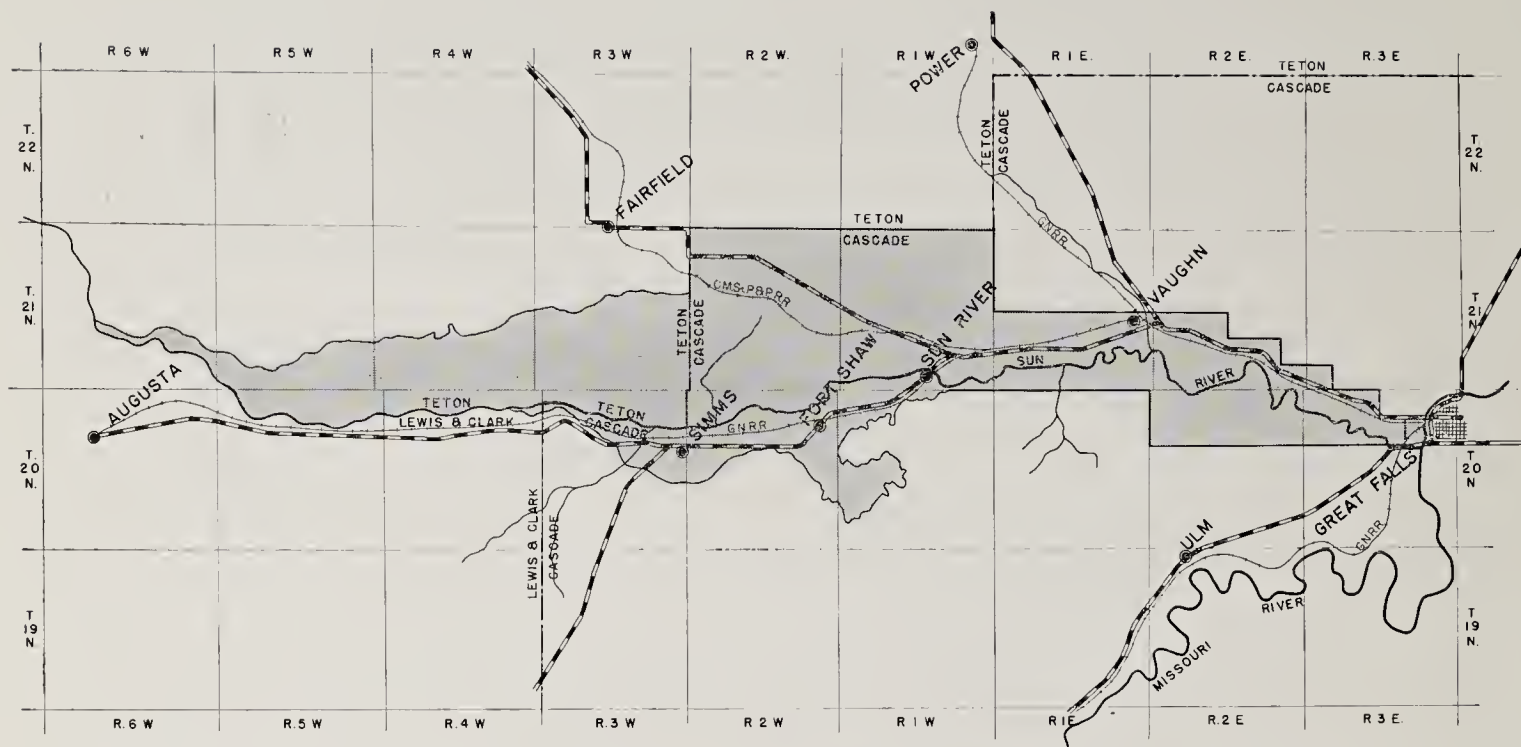 R 6 W
R 5 W
R 4 W
R 3 W
R 2 W.
R 1 W
R 1 E.
R 2 E.
R. 3 E
POWER
TETON
CASCADE
T.
22
N.
TETON
CASCADE
T.
22
N.
FAIRFIELD
TETON
CASCADE
GNRR
VAUGHN
T.
21
N.
CMStP&PRR
TETON
CASCADE
SUN RIVER
T.
21
N.
SUN
RIVER
FORT SHAW
AUGUSTA
SIMMS
TETON
LEWIS & CLARK
TETON
CASCADE
GNRR
T.
20
N.
T
20
N.
LEWIS & CLARK
CASCADE
GREAT FALLS
GNRR
ULM
RIVER
MISSOURI
T
19
N.
T
19
N.
R. 6 W
R. 5 W
R. 4 W
R. 3 W
R 2 W
R 1 W
R 1 E
R. 2 E
R 3 E.